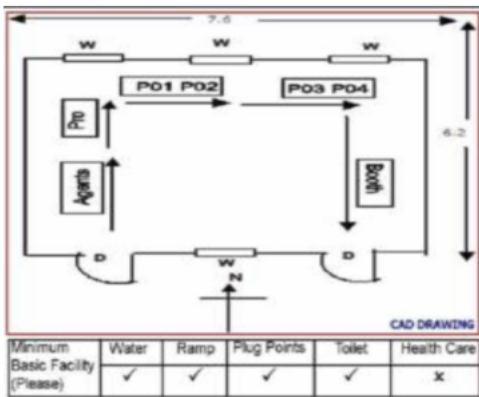 7.6
W W W
P01 P02 P03 P04
Pro
6.2
Agents Booth
D W D
N
CAD DRAWING
Minimum Basic Facility (Please) Water Ramp Plug Points Toilet Health Care
✓ ✓ ✓ ✓ x